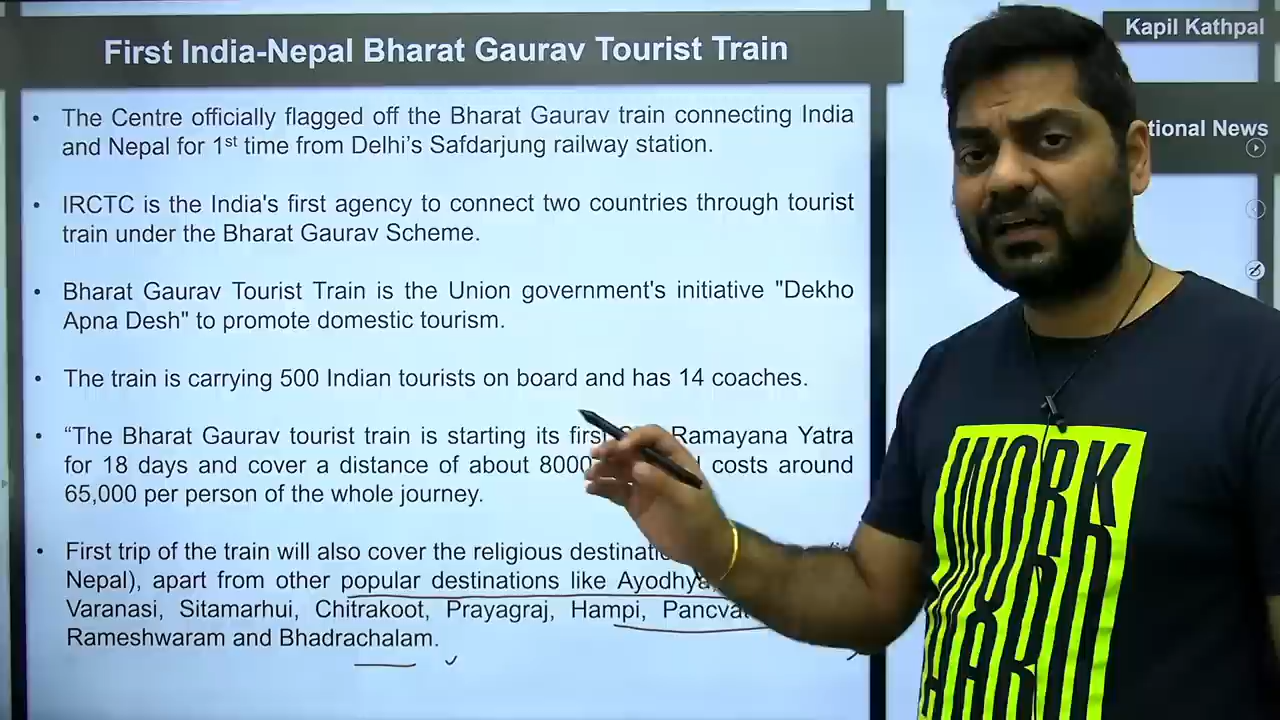 First India-Nepal Bharat Gaurav Tourist Train
Kapil Kathpal
tional News
• The Centre officially flagged off the Bharat Gaurav train connecting India
and Nepal for 1st time from Delhi's Safdarjung railway station.
• IRCTC is the India's first agency to connect two countries through tourist
train under the Bharat Gaurav Scheme.
• Bharat Gaurav Tourist Train is the Union government's initiative "Dekho
Apna Desh" to promote domestic tourism.
• The train is carrying 500 Indian tourists on board and has 14 coaches.
• “The Bharat Gaurav tourist train is starting its first Ramayana Yatra
for 18 days and cover a distance of about 8000 costs around
65,000 per person of the whole journey.
• First trip of the train will also cover the religious
Nepal), apart from other popular destinations like Ayodhya,
Varanasi, Sitamarhui, Chitrakoot, Prayagraj, Hampi,
Rameshwaram and Bhadrachalam.
WORK
HARD